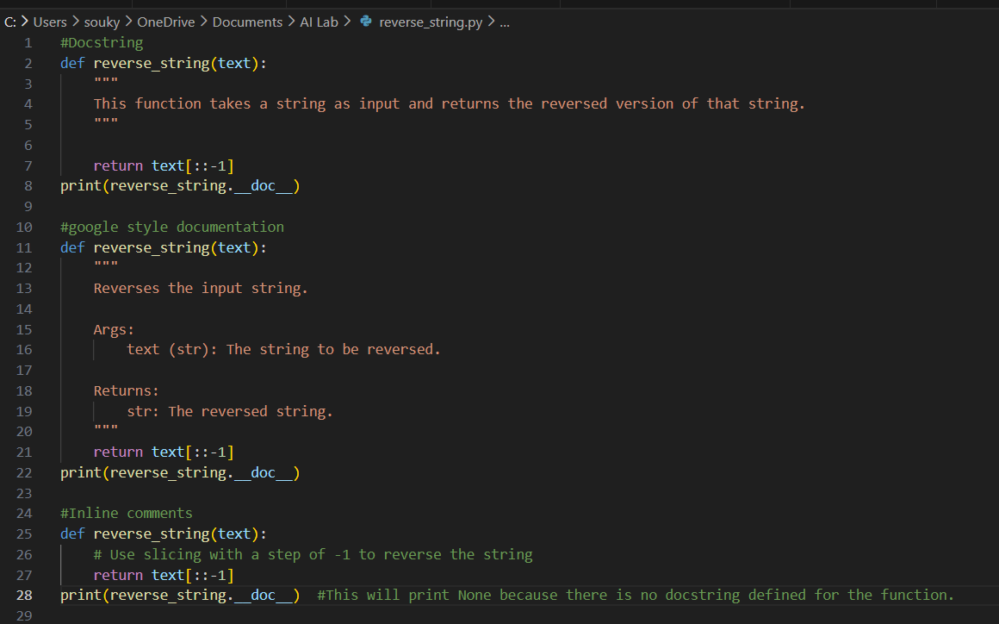 C: > Users > souky > OneDrive > Documents > AI Lab > reverse_string.py > ...
1 #Docstring
2 def reverse_string(text):
3     """
4     This function takes a string as input and returns the reversed version of that string.
5     """
6
7     return text[::-1]
8 print(reverse_string.__doc__)
9
10 #google style documentation
11 def reverse_string(text):
12     """
13     Reverses the input string.
14
15     Args:
16         text (str): The string to be reversed.
17
18     Returns:
19         str: The reversed string.
20     """
21     return text[::-1]
22 print(reverse_string.__doc__)
23
24 #Inline comments
25 def reverse_string(text):
26     # Use slicing with a step of -1 to reverse the string
27     return text[::-1]
28 print(reverse_string.__doc__)  #This will print None because there is no docstring defined for the function.
29